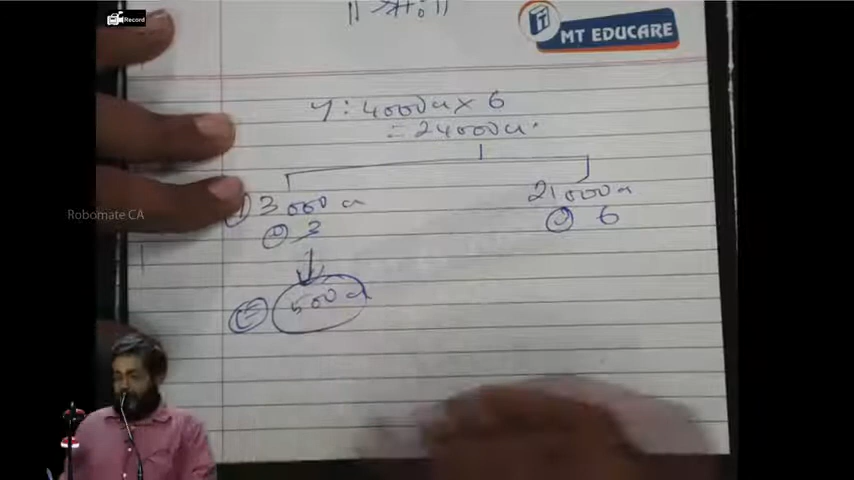 Record
MT EDUCARE
Y: 4000u x 6
= 24000u.
3000u
21000u
@ 3
@ 6
Robomate CA
500u